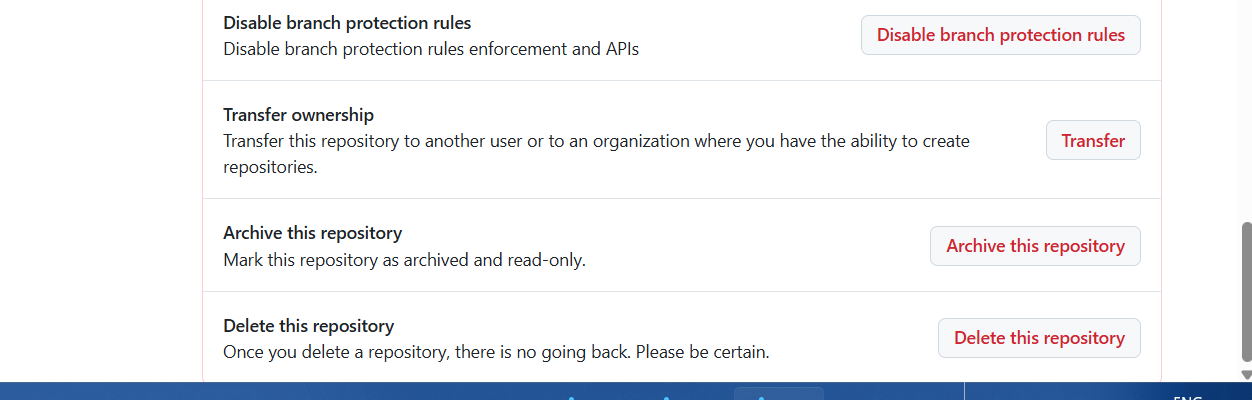 Disable branch protection rules
Disable branch protection rules enforcement and APIs
Disable branch protection rules
Transfer ownership
Transfer this repository to another user or to an organization where you have the ability to create
repositories.
Transfer
Archive this repository
Mark this repository as archived and read-only.
Archive this repository
Delete this repository
Once you delete a repository, there is no going back. Please be certain.
Delete this repository
ENG